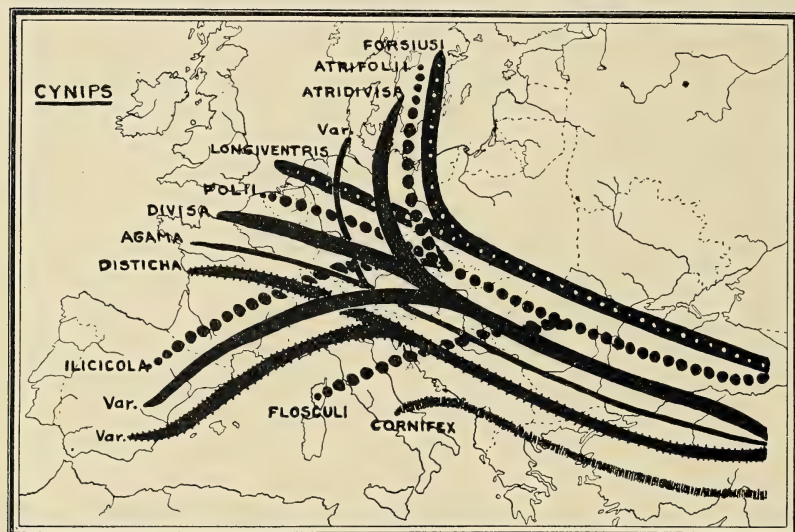 FORSIUSI
ATRIFOLII
CYNIPS
ATRIDIVISA
Var.
LONGIVENTRIS
FOLII
DIVISA
AGAMA
DISTICHA
ILICICOLA
Var.
FLOSCULI
CORNIFEX
Var.